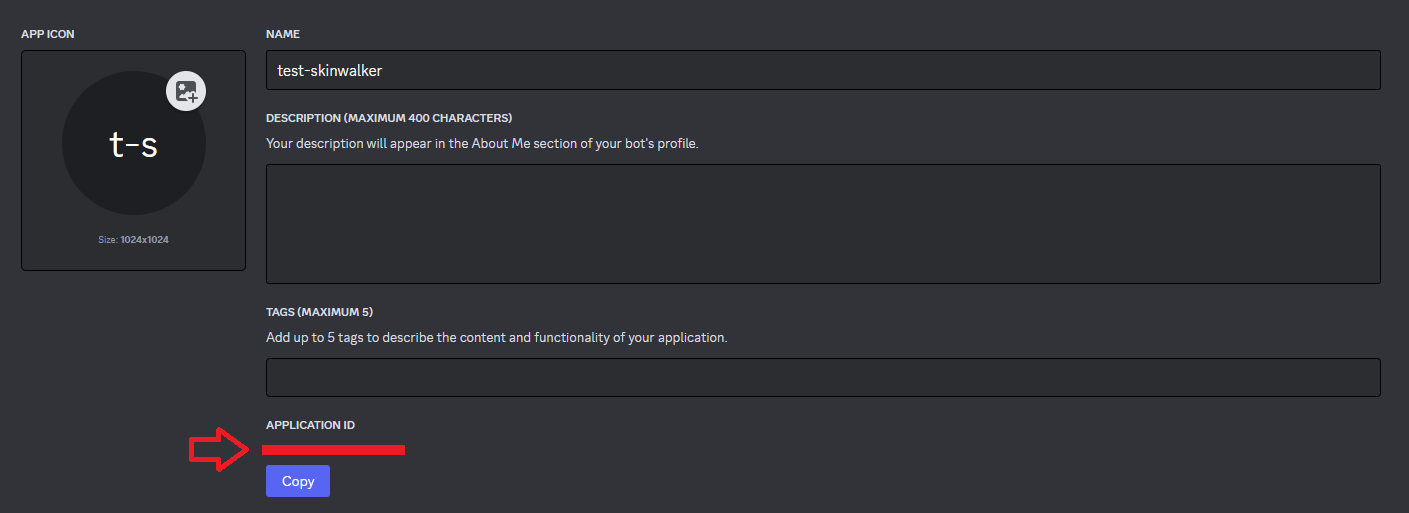 APP ICON
t-s
Size: 1024x1024
NAME
test-skinwalker
DESCRIPTION (MAXIMUM 400 CHARACTERS)
Your description will appear in the About Me section of your bot's profile.
TAGS (MAXIMUM 5)
Add up to 5 tags to describe the content and functionality of your application.
APPLICATION ID
Copy